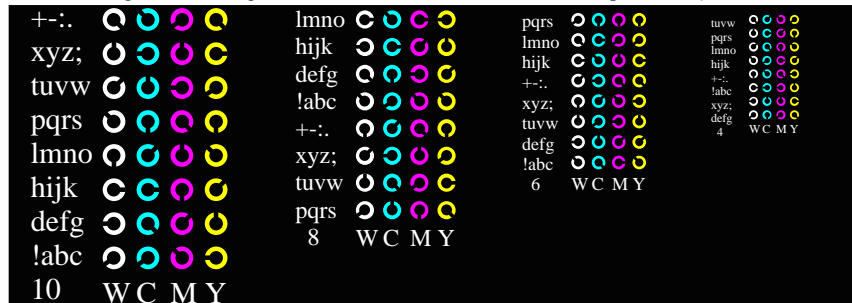 +-:.
xyz;
tuvw
pqrs
lmno
hijk
defg
!abc
10 W C M Y
lmno
hijk
defg
!abc
+-:.
xyz;
tuvw
pqrs
8 W C M Y
pqrs
lmno
hijk
+-:.
xyz;
tuvw
defg
!abc
6 W C M Y
tuvw
pqrs
lmno
hijk
+-:.
!abc
xyz;
defg
4 W C M Y